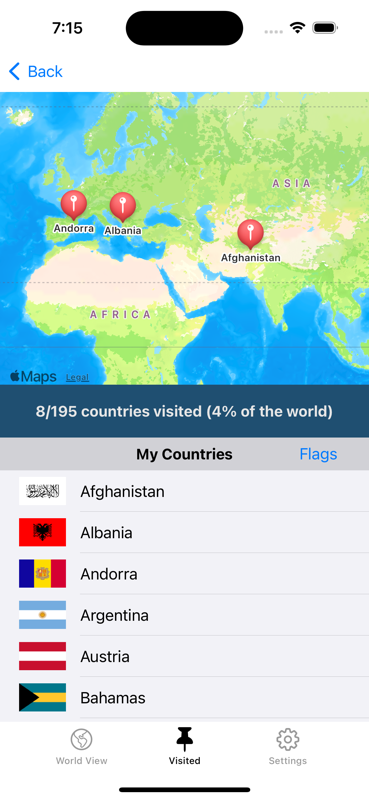 7:15
Back
ASIA
Andorra
Albania
Afghanistan
AFRICA
Maps Legal
8/195 countries visited (4% of the world)
My Countries Flags
Afghanistan
Albania
Andorra
Argentina
Austria
Bahamas
World View Visited Settings